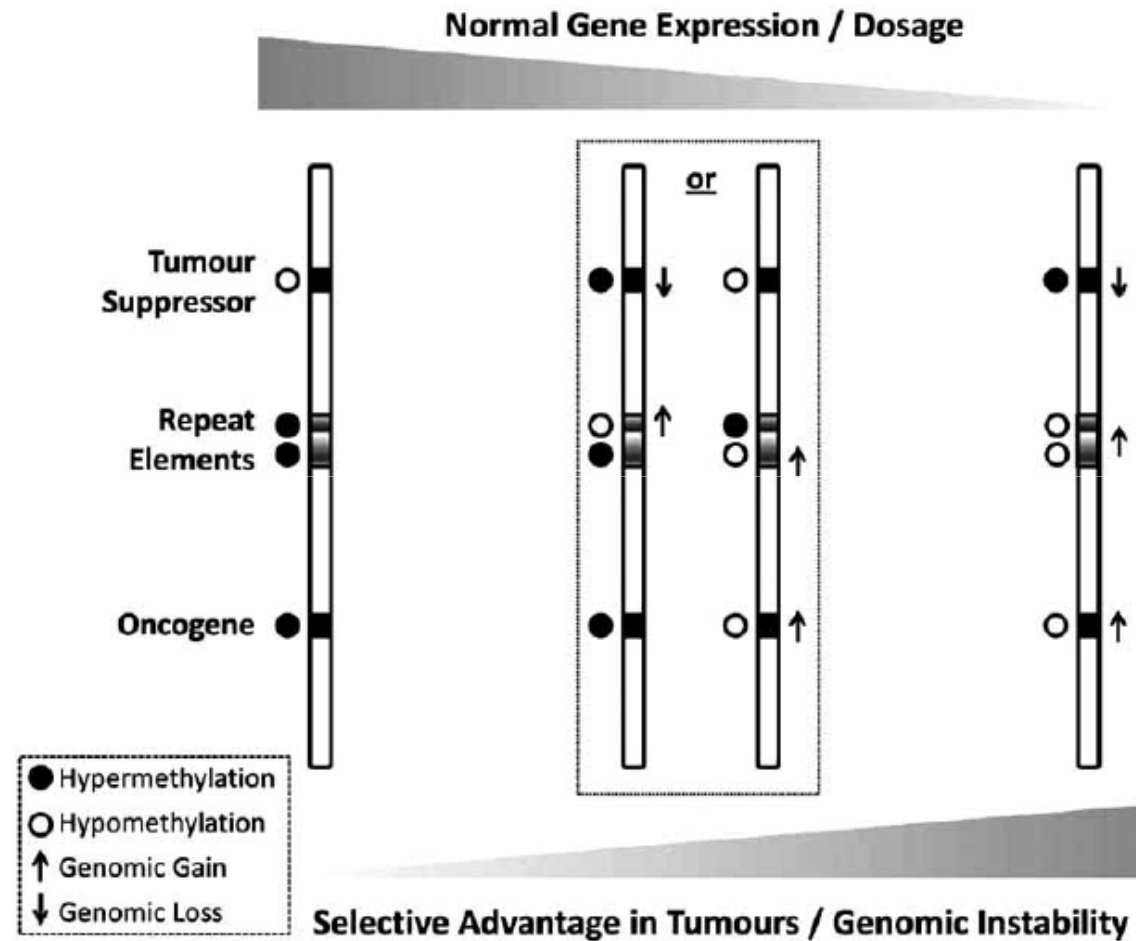 Normal Gene Expression / Dosage
or
Tumour
Suppressor
Repeat
Elements
Oncogene
Hypermethylation
Hypomethylation
Genomic Gain
Genomic Loss
Selective Advantage in Tumours / Genomic Instability